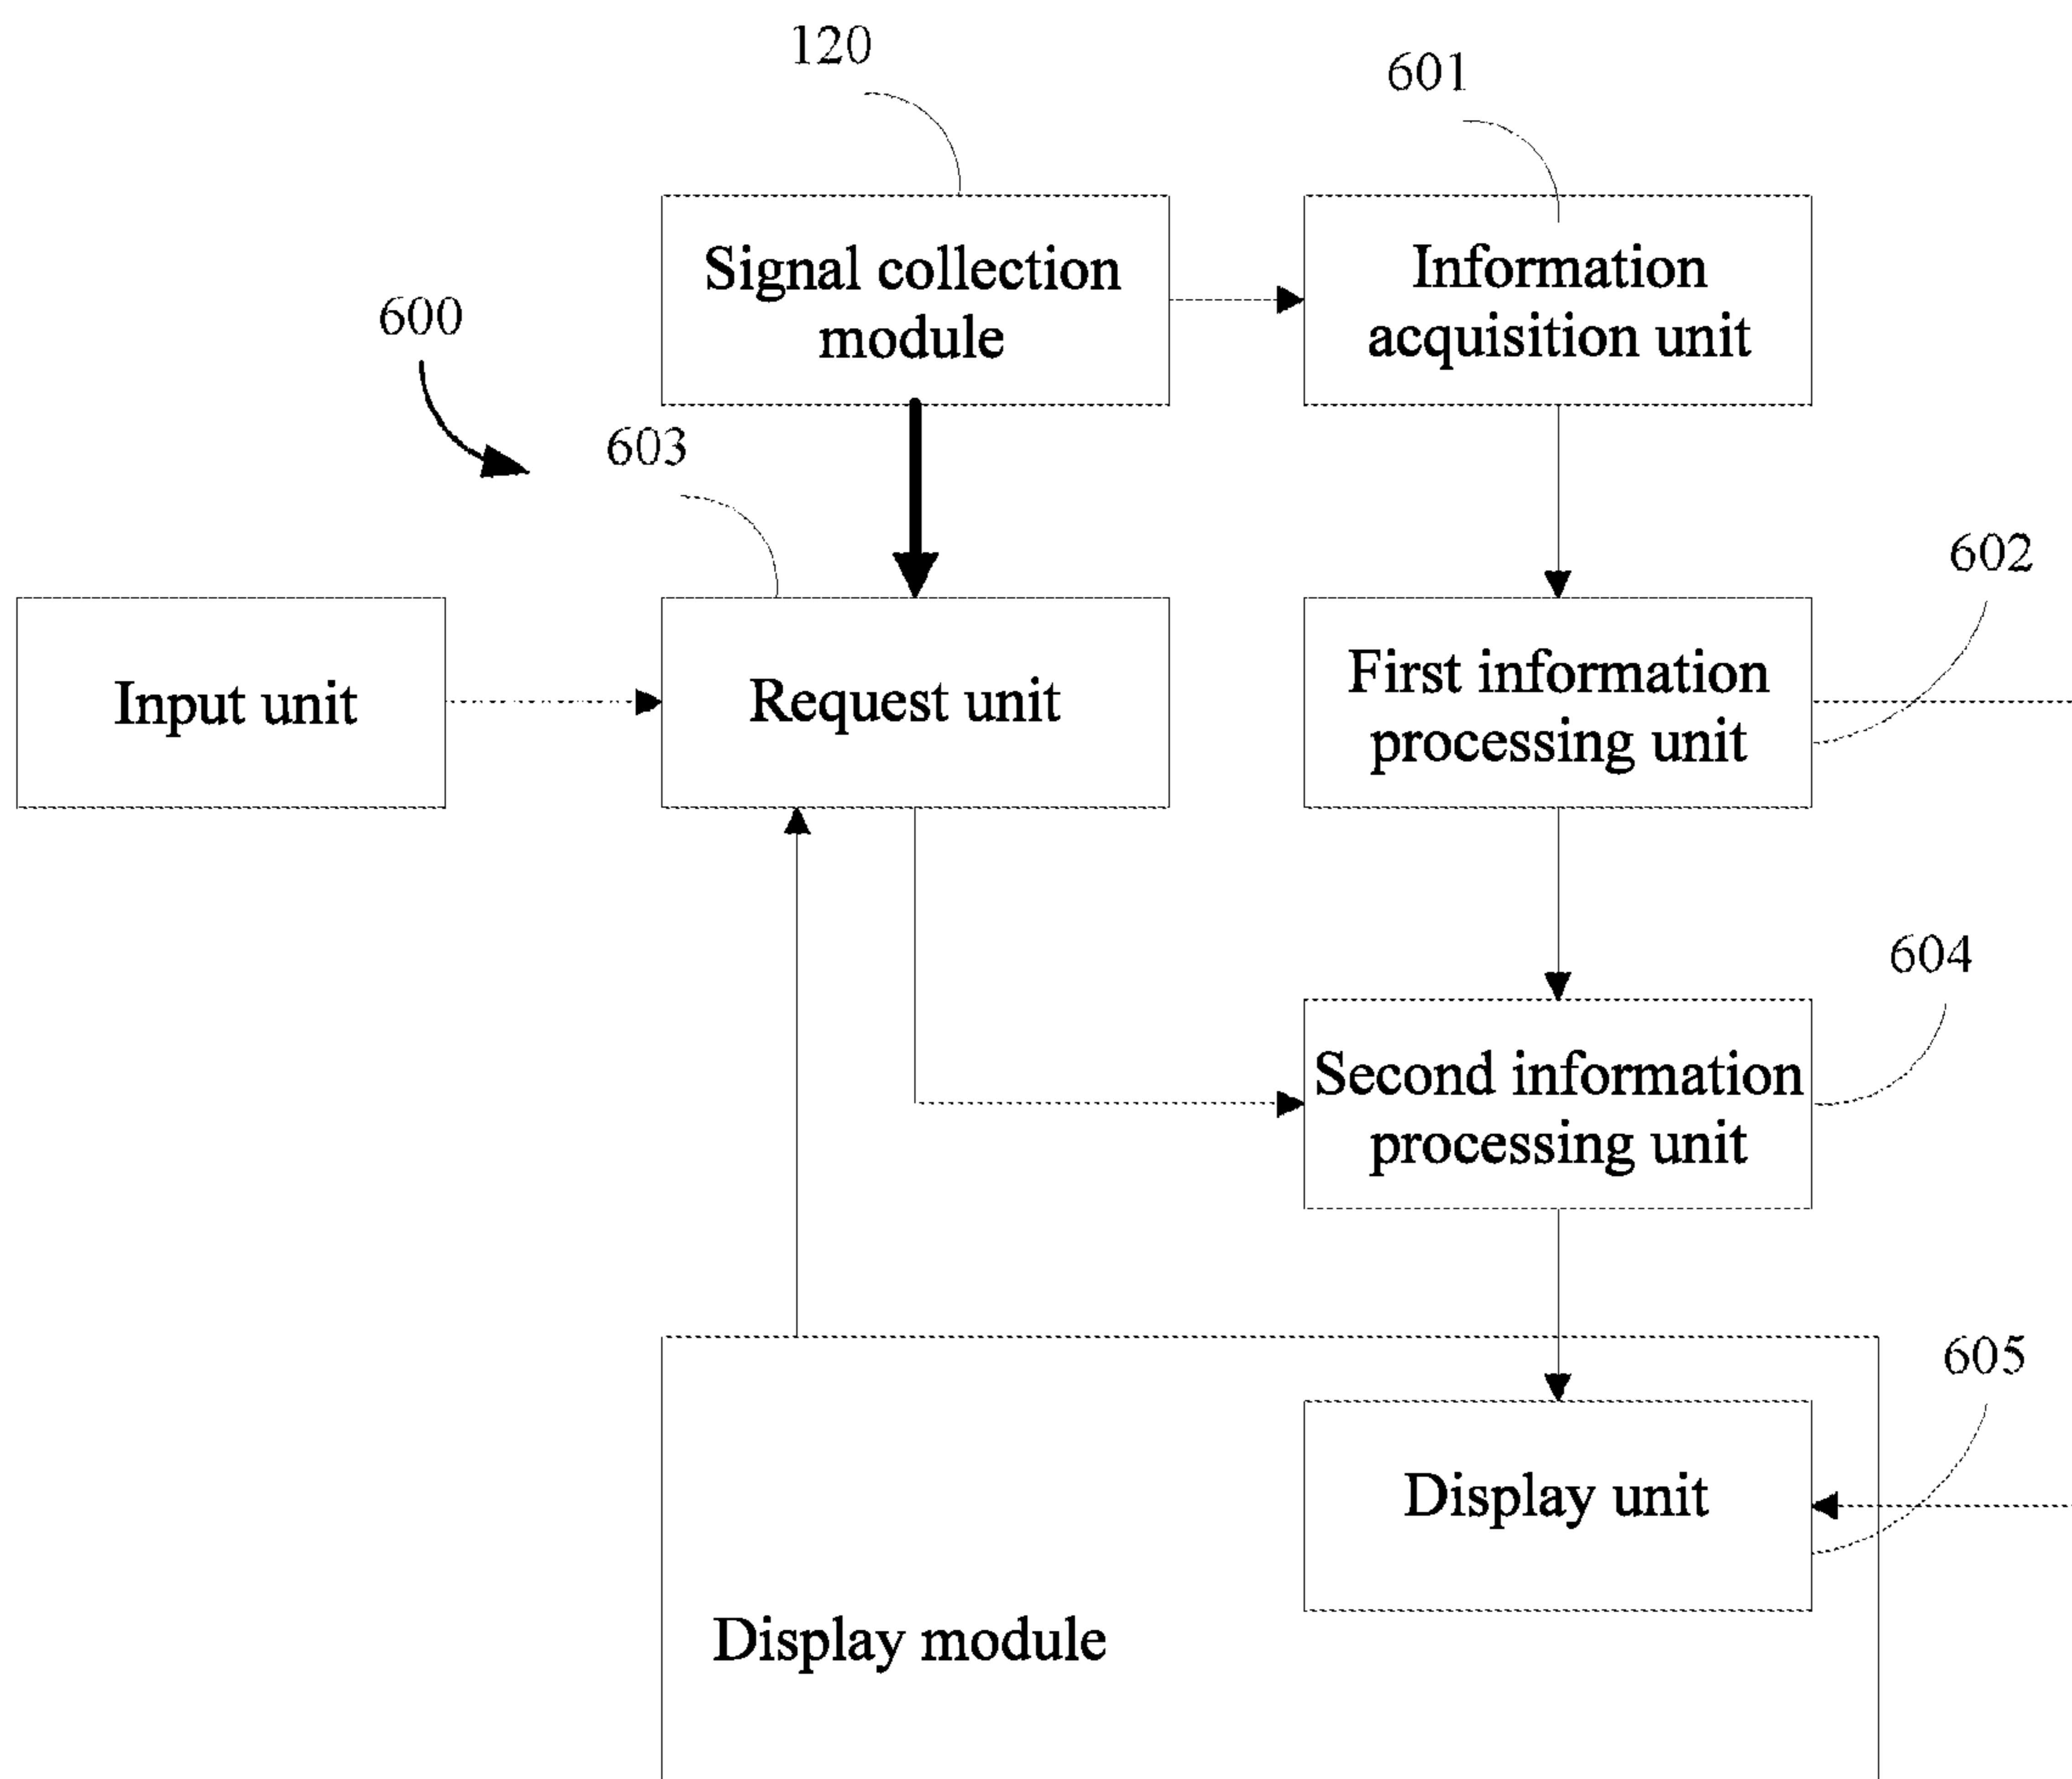 120
601
Signal collection
module
Information
acquisition unit
600
603
602
Input unit
Request unit
First information
processing unit
604
Second information
processing unit
605
Display unit
Display module